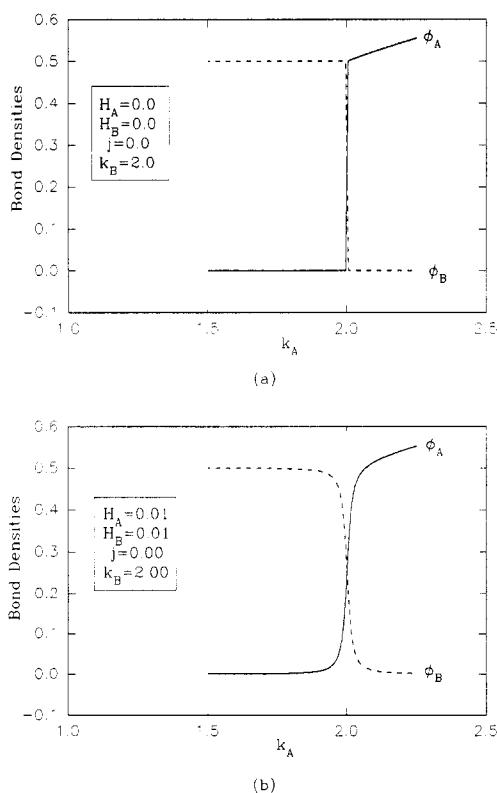 0.6
0.5
0.4
0.3
0.2
0.1
0.0
-0.1
Bond Densities
H_A=0.0
H_B=0.0
j=0.0
k_B=2.0
ϕ_A
ϕ_B
1.0 1.5 2.0 2.5
k_A
(a)
0.6
0.5
0.4
0.3
0.2
0.1
0.0
-0.1
Bond Densities
H_A=0.01
H_B=0.01
j=0.00
k_B=2.00
ϕ_A
ϕ_B
1.0 1.5 2.0 2.5
k_A
(b)